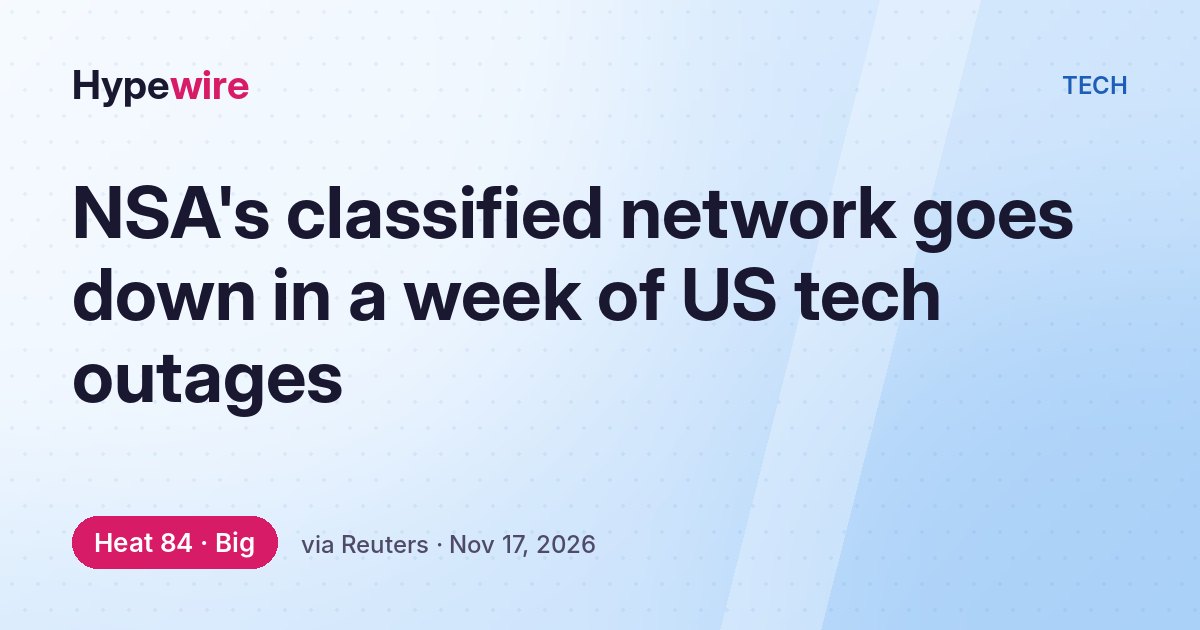 Hypewire
TECH
NSA's classified network goes
down in a week of US tech
outages
Heat 84 · Big
via Reuters · Nov 17, 2026